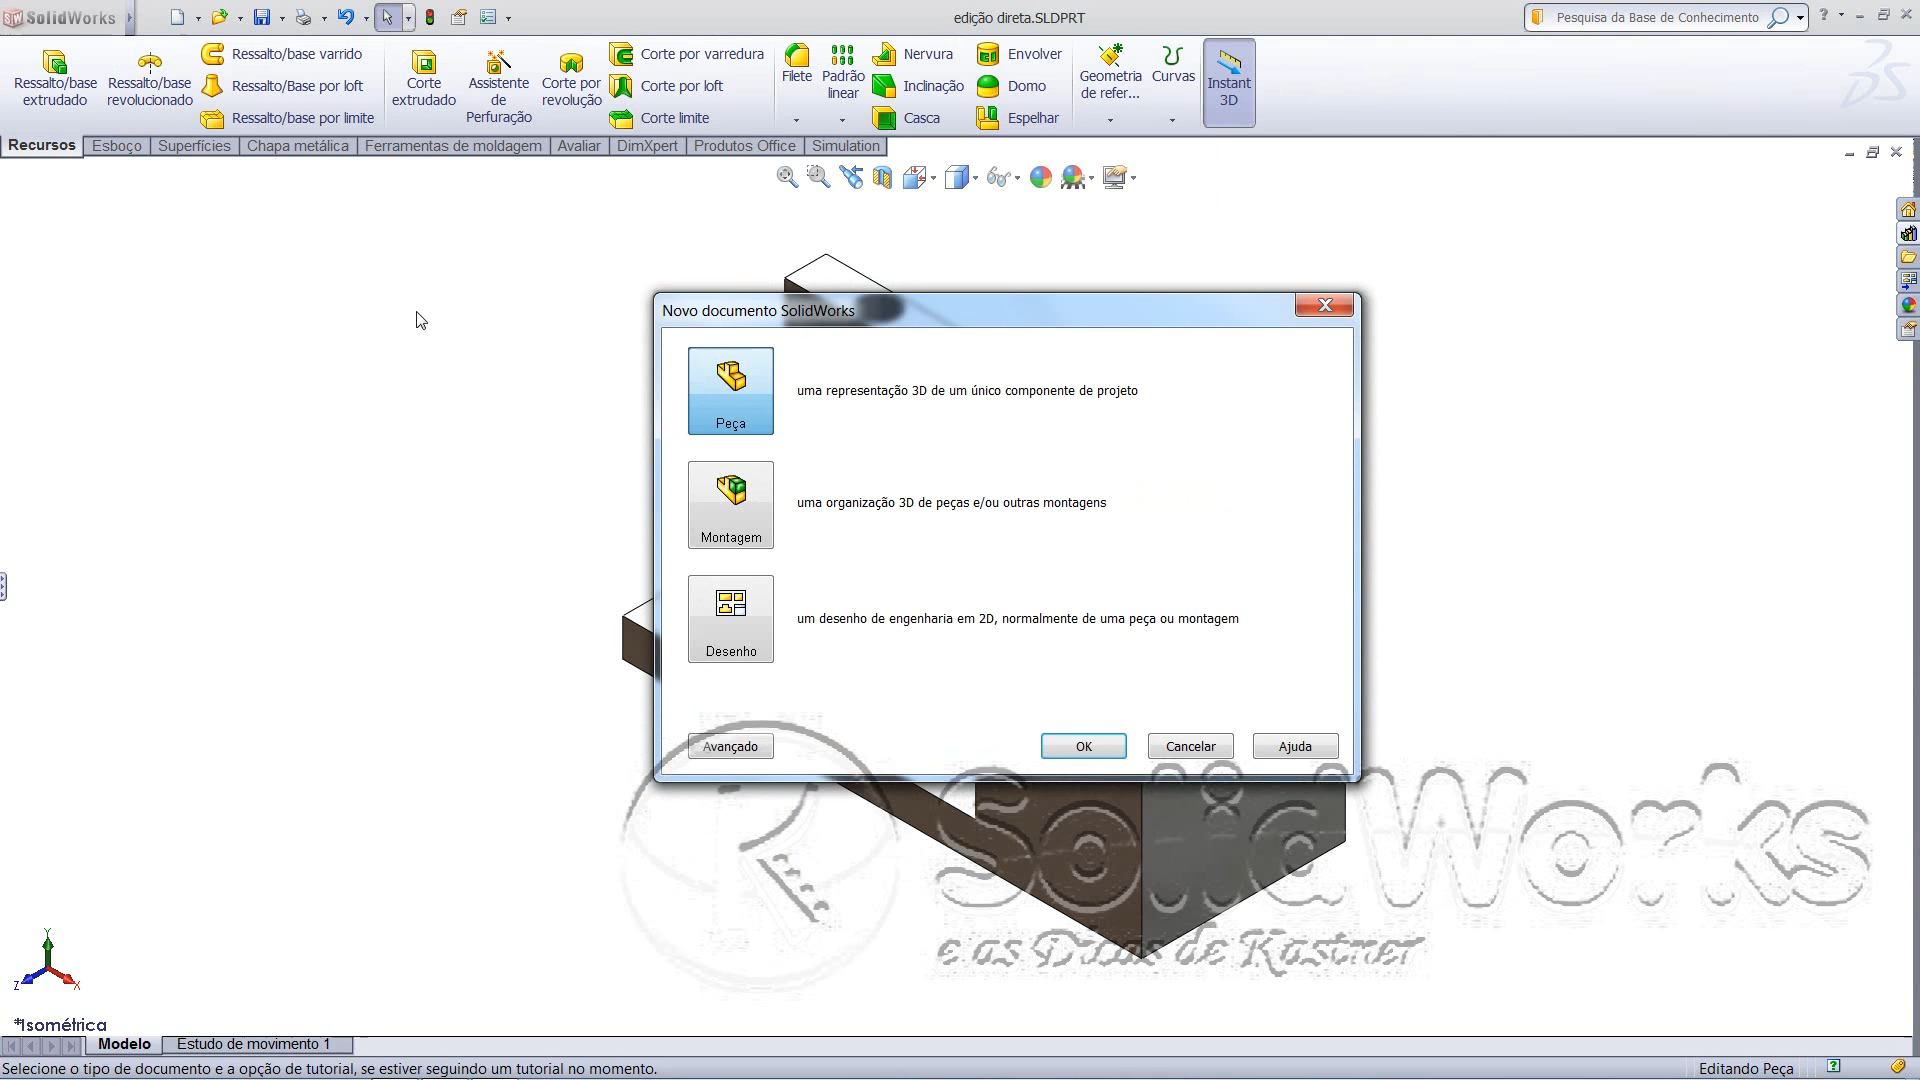 SolidWorks
edição direta.SLDPRT
Pesquisa da Base de Conhecimento
Ressalto/base extrudado
Ressalto/base revolucionado
Ressalto/base varrido
Ressalto/Base por loft
Ressalto/base por limite
Corte extrudado
Assistente de Perfuração
Corte por revolução
Corte por varredura
Corte por loft
Corte limite
Filete
Padrão linear
Nervura
Inclinação
Casca
Envolver
Domo
Espelhar
Geometria de refer...
Curvas
Instant 3D
Recursos
Esboço
Superfícies
Chapa metálica
Ferramentas de moldagem
Avaliar
DimXpert
Produtos Office
Simulation
Novo documento SolidWorks
Peça
uma representação 3D de um único componente de projeto
Montagem
uma organização 3D de peças e/ou outras montagens
Desenho
um desenho de engenharia em 2D, normalmente de uma peça ou montagem
Avançado
OK
Cancelar
Ajuda
SolidWorks
e as Dicas de Kastner
Y
Z
X
*Isométrica
Modelo
Estudo de movimento 1
Selecione o tipo de documento e a opção de tutorial, se estiver seguindo um tutorial no momento.
Editando Peça